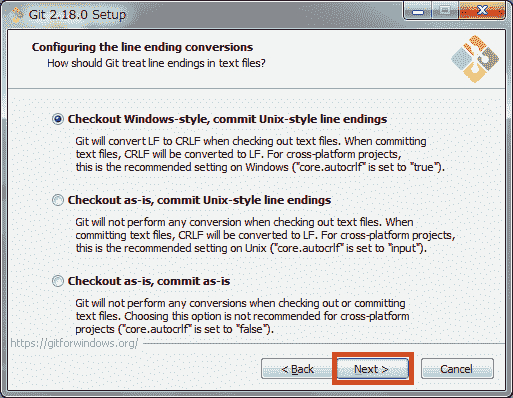 Git 2.18.0 Setup
Configuring the line ending conversions
How should Git treat line endings in text files?
Checkout Windows-style, commit Unix-style line endings
Git will convert LF to CRLF when checking out text files. When committing
text files, CRLF will be converted to LF. For cross-platform projects,
this is the recommended setting on Windows ("core.autocrlf" is set to "true").
Checkout as-is, commit Unix-style line endings
Git will not perform any conversion when checking out text files. When
committing text files, CRLF will be converted to LF. For cross-platform projects,
this is the recommended setting on Unix ("core.autocrlf" is set to "input").
Checkout as-is, commit as-is
Git will not perform any conversions when checking out or committing
text files. Choosing this option is not recommended for cross-platform
projects ("core.autocrlf" is set to "false").
https://gitforwindows.org/
< Back Next > Cancel